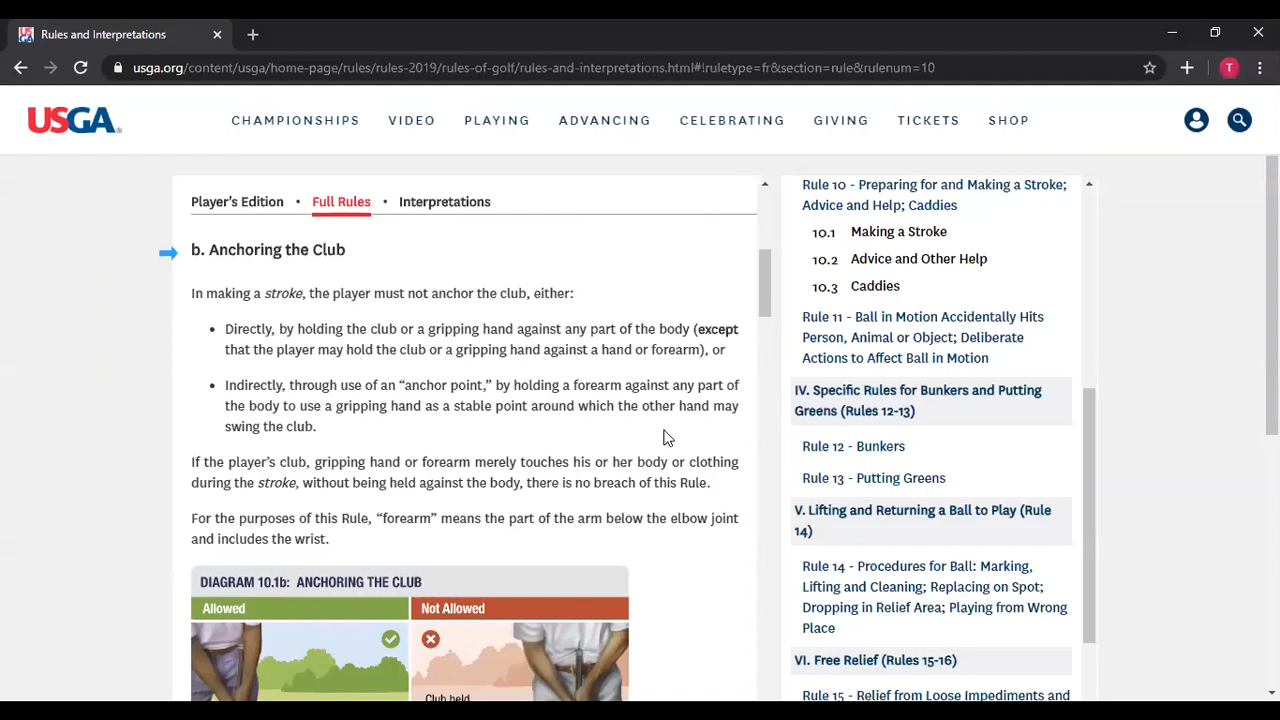 Rules and Interpretations
usga.org/content/usga/home-page/rules/rules-2019/rules-of-golf/rules-and-interpretations.html#!ruletype=fr&section=rule&rulenum=10
T
USGA
CHAMPIONSHIPS VIDEO PLAYING ADVANCING CELEBRATING GIVING TICKETS SHOP
Player's Edition • Full Rules • Interpretations
b. Anchoring the Club
In making a stroke, the player must not anchor the club, either:
• Directly, by holding the club or a gripping hand against any part of the body (except
that the player may hold the club or a gripping hand against a hand or forearm), or
• Indirectly, through use of an “anchor point,” by holding a forearm against any part of
the body to use a gripping hand as a stable point around which the other hand may
swing the club.
If the player’s club, gripping hand or forearm merely touches his or her body or clothing
during the stroke, without being held against the body, there is no breach of this Rule.
For the purposes of this Rule, “forearm” means the part of the arm below the elbow joint
and includes the wrist.
DIAGRAM 10.1b: ANCHORING THE CLUB
Allowed Not Allowed
Club held
Rule 10 - Preparing for and Making a Stroke;
Advice and Help; Caddies
10.1 Making a Stroke
10.2 Advice and Other Help
10.3 Caddies
Rule 11 - Ball in Motion Accidentally Hits
Person, Animal or Object; Deliberate
Actions to Affect Ball in Motion
IV. Specific Rules for Bunkers and Putting
Greens (Rules 12-13)
Rule 12 - Bunkers
Rule 13 - Putting Greens
V. Lifting and Returning a Ball to Play (Rule
14)
Rule 14 - Procedures for Ball: Marking,
Lifting and Cleaning; Replacing on Spot;
Dropping in Relief Area; Playing from Wrong
Place
VI. Free Relief (Rules 15-16)
Rule 15 - Relief from Loose Impediments and